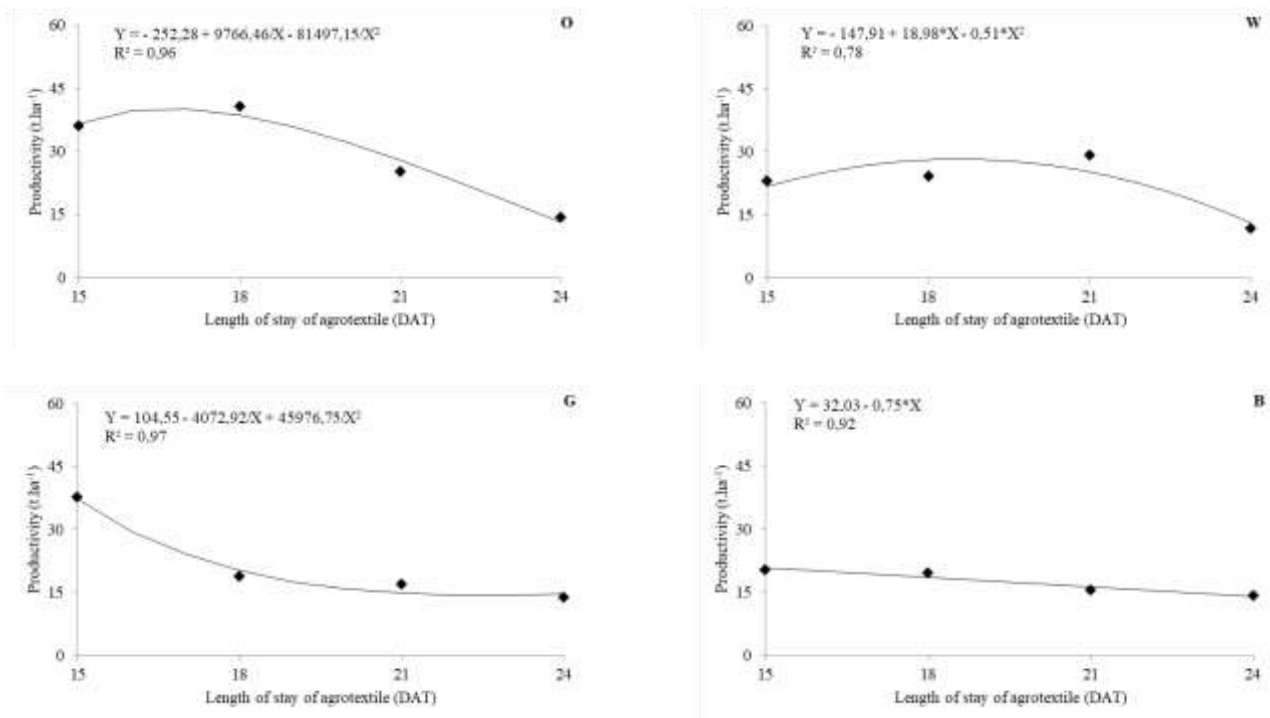 O
60
Y = - 252,28 + 9766,46/X - 81497,15/X²
R² = 0,96
45
30
15
0
Productivity (t.ha⁻¹)
15 18 21 24
Length of stay of agrotextile (DAT)
W
60
Y = - 147,91 + 18,98*X - 0,51*X²
R² = 0,78
45
30
15
0
Productivity (t.ha⁻¹)
15 18 21 24
Length of stay of agrotextile (DAT)
G
60
Y = 104,55 - 4072,92/X + 45976,75/X²
R² = 0,97
45
30
15
0
Productivity (t.ha⁻¹)
15 18 21 24
Length of stay of agrotextile (DAT)
B
60
Y = 32,03 - 0,75*X
R² = 0,92
45
30
15
0
Productivity (t.ha⁻¹)
15 18 21 24
Length of stay of agrotextile (DAT)